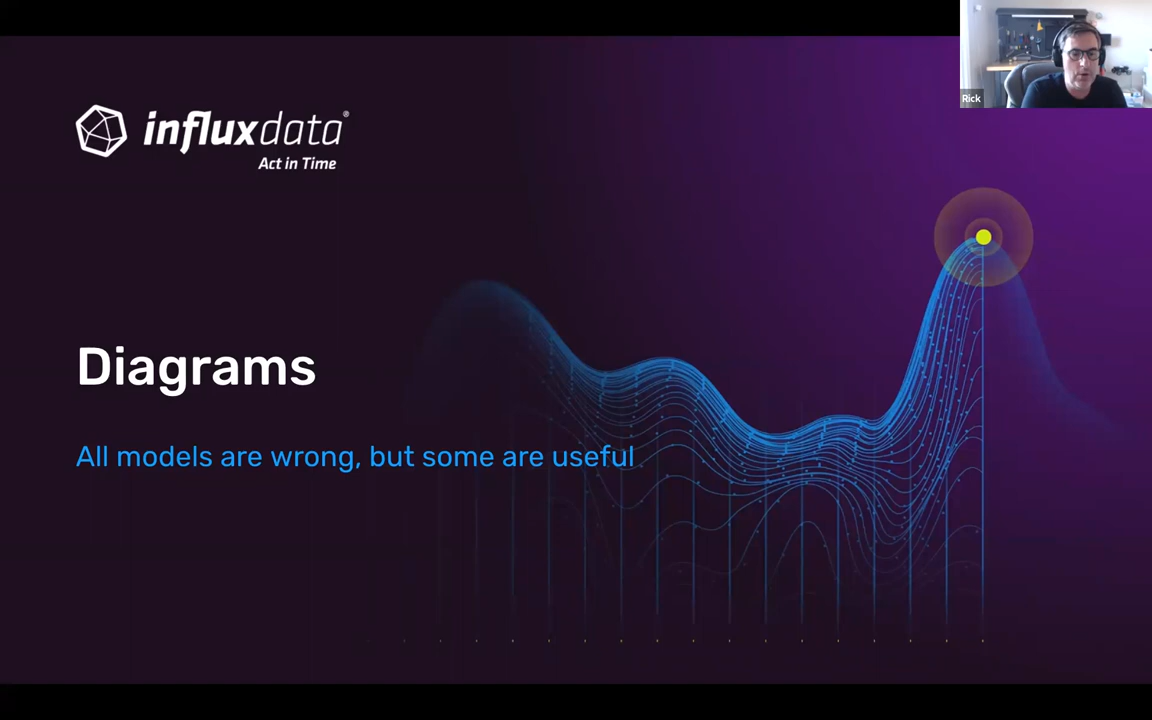 influxdata®
Act in Time
Rick
Diagrams
All models are wrong, but some are useful